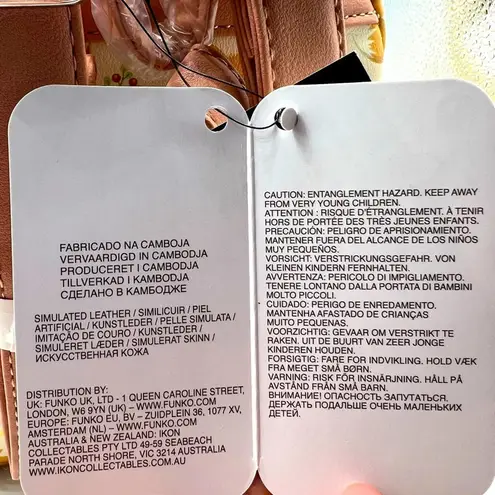 FABRICADO NA CAMBOJA
VERVAARDIGD IN CAMBODJA
PRODUCERET I CAMBODJA
TILLVERKAD I KAMBODJA
СДЕЛАНО В КАМБОДЖЕ
SIMULATED LEATHER / SIMILICUIR / PIEL
ARTIFICIAL / KUNSTLEDER / PELLE SIMULATA /
IMITAÇÃO DE COURO / KUNSTLEDER /
SIMULERET LÆDER / SIMULERAT SKINN /
ИСКУССТВЕННАЯ КОЖА
DISTRIBUTION BY:
UK: FUNKO UK, LTD - 1 QUEEN CAROLINE STREET,
LONDON, W6 9YN (UK) – WWW.FUNKO.COM
EUROPE: FUNKO EU, BV – ZUIDPLEIN 36, 1077 XV,
AMSTERDAM (NL) – WWW.FUNKO.COM
AUSTRALIA & NEW ZEALAND: IKON
COLLECTABLES PTY LTD 49-59 SEABEACH
PARADE NORTH SHORE, VIC 3214 AUSTRALIA
WWW.IKONCOLLECTABLES.COM.AU
CAUTION: ENTANGLEMENT HAZARD. KEEP AWAY
FROM VERY YOUNG CHILDREN.
ATTENTION : RISQUE D'ÉTRANGLEMENT. À TENIR
HORS DE PORTÉE DES TRÈS JEUNES ENFANTS.
PRECAUCIÓN: PELIGRO DE APRISIONAMIENTO.
MANTENER FUERA DEL ALCANCE DE LOS NIÑOS
MUY PEQUEÑOS.
VORSICHT: VERSTRICKUNGSGEFAHR. VON
KLEINEN KINDERN FERNHALTEN.
AVVERTENZA: PERICOLO DI IMPIGLIAMENTO.
TENERE LONTANO DALLA PORTATA DI BAMBINI
MOLTO PICCOLI.
CUIDADO: PERIGO DE ENREDAMENTO.
MANTENHA AFASTADO DE CRIANÇAS
MUITO PEQUENAS.
VOORZICHTIG: GEVAAR OM VERSTRIKT TE
RAKEN. UIT DE BUURT VAN ZEER JONGE
KINDEREN HOUDEN.
FORSIGTIG: FARE FOR INDVIKLING. HOLD VÆK
FRA MEGET SMÅ BØRN.
VARNING: RISK FÖR INSNÄRJNING. HÅLL PÅ
AVSTÅND FRÅN SMÅ BARN.
ВНИМАНИЕ! ОПАСНОСТЬ ЗАПУТАТЬСЯ.
ДЕРЖАТЬ ПОДАЛЬШЕ ОЧЕНЬ МАЛЕНЬКИХ
ДЕТЕЙ.